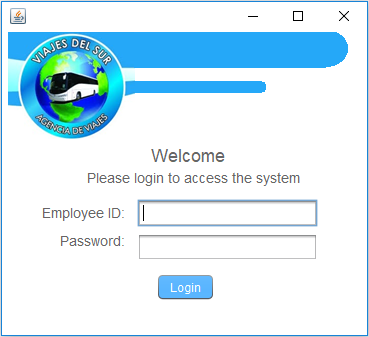 VIAJES DEL SUR
AGENCIA DE VIAJES
Welcome
Please login to access the system
Employee ID:
Password:
Login